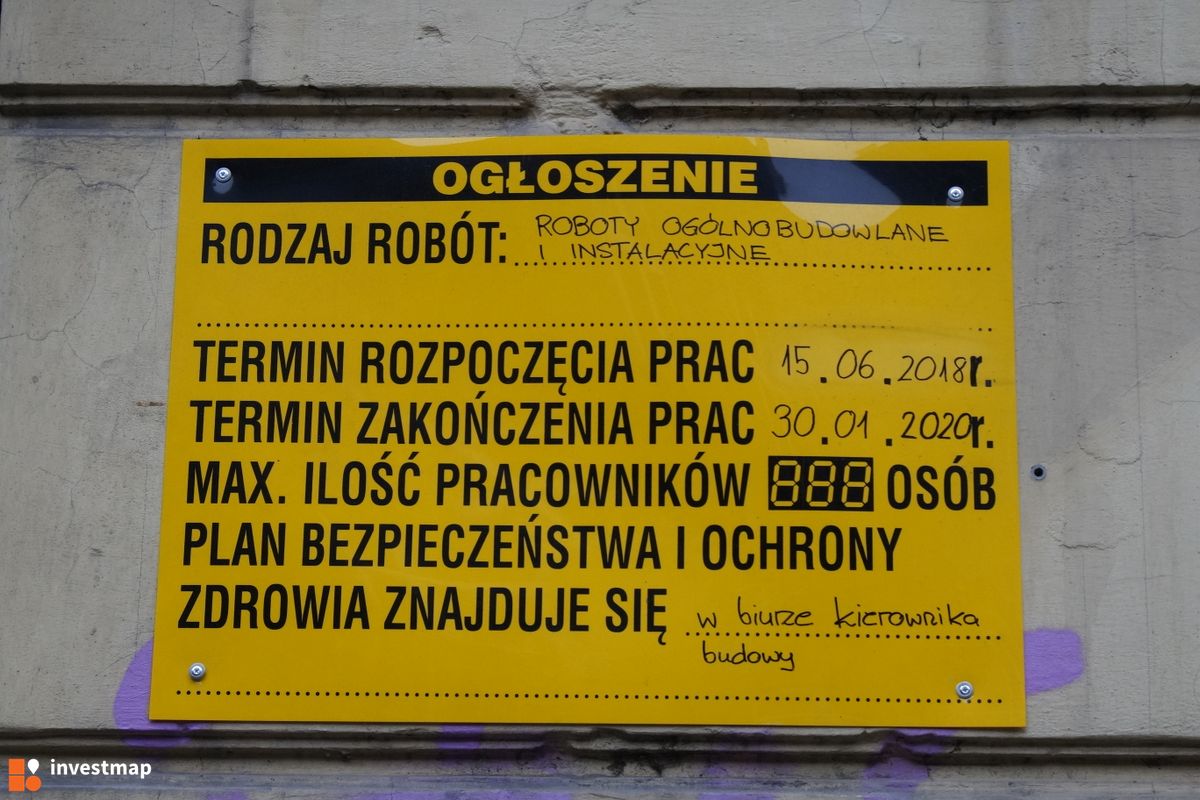 OGŁOSZENIE
RODZAJ ROBÓT: ROBOTY OGÓLNOBUDOWLANE
I INSTALACYJNE
TERMIN ROZPOCZĘCIA PRAC 15.06.2018r.
TERMIN ZAKOŃCZENIA PRAC 30.01.2020r.
MAX. ILOŚĆ PRACOWNIKÓW 888 OSÓB
PLAN BEZPIECZEŃSTWA I OCHRONY
ZDROWIA ZNAJDUJE SIĘ w biurze kierownika
budowy
investmap